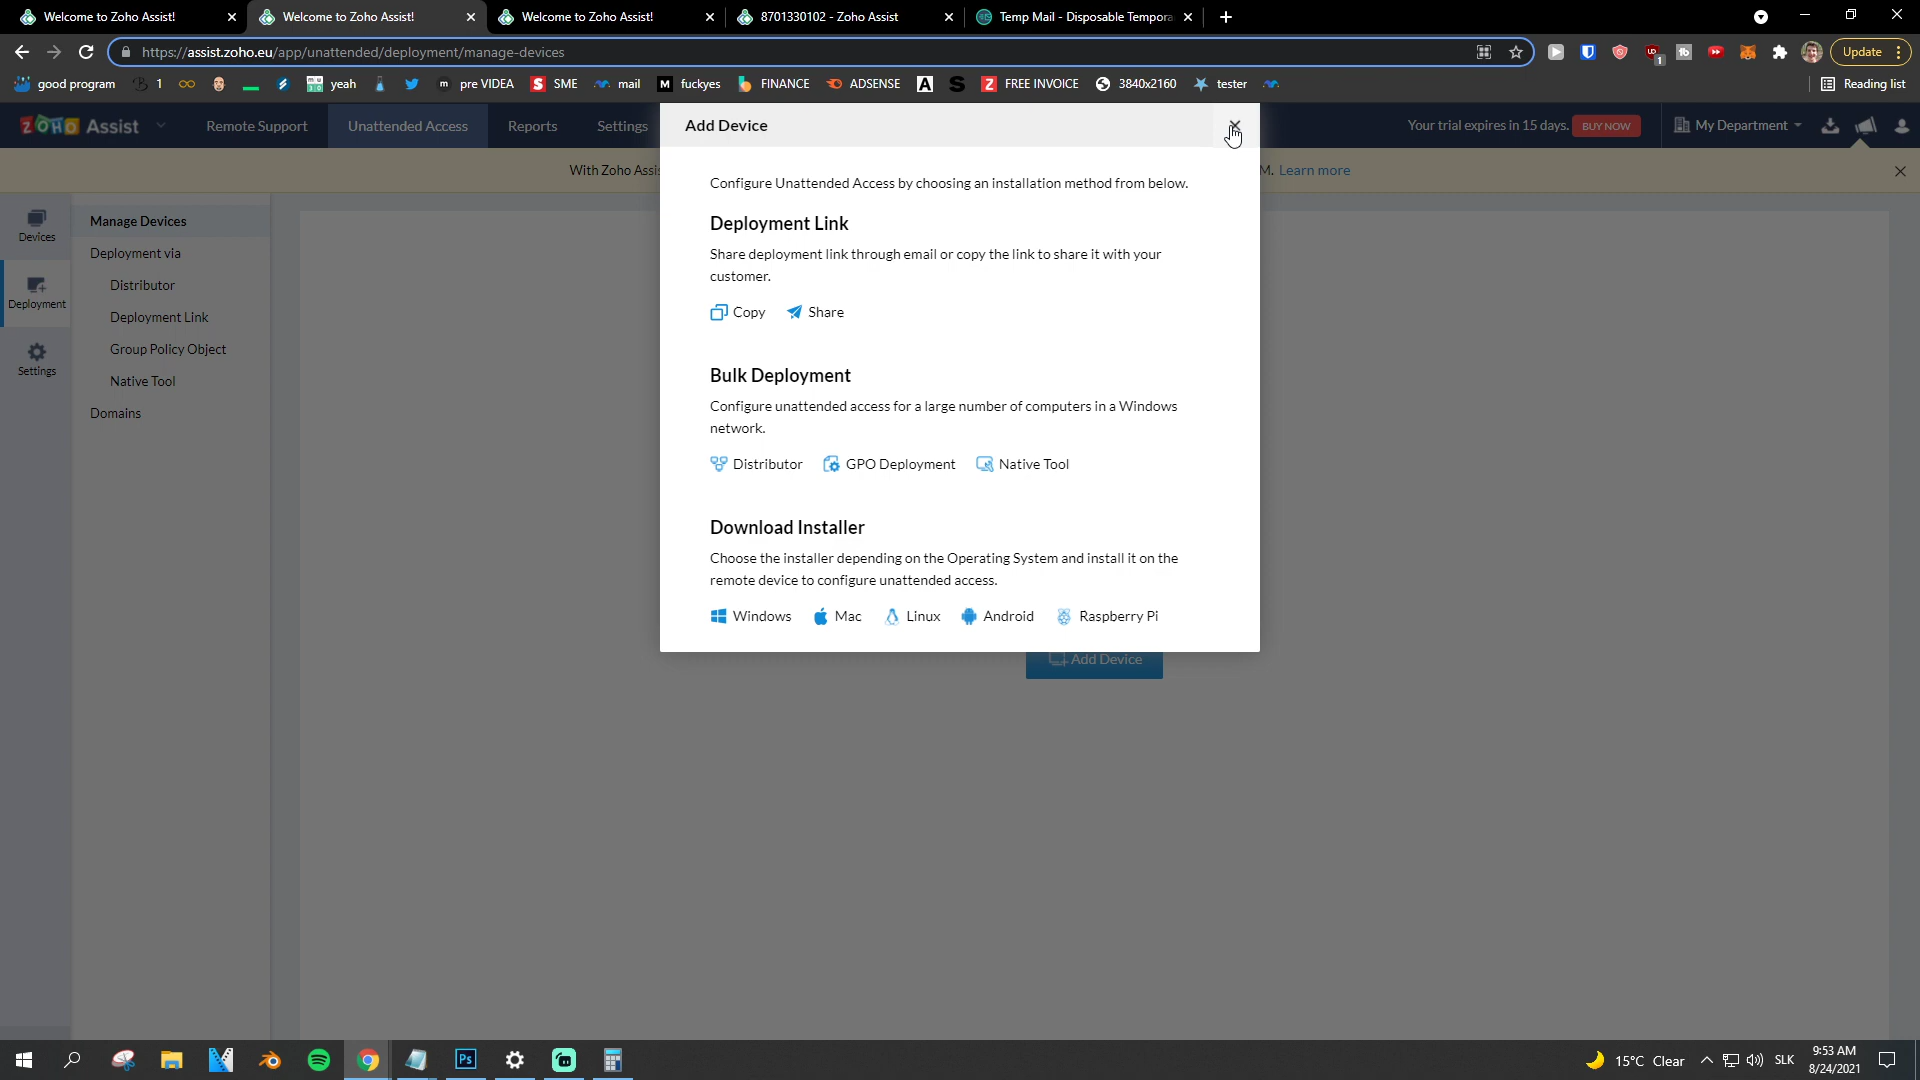 Welcome to Zoho Assist!
Welcome to Zoho Assist!
Welcome to Zoho Assist!
8701330102 - Zoho Assist
Temp Mail - Disposable Tempora
https://assist.zoho.eu/app/unattended/deployment/manage-devices
Update
good program
1
yeah
pre VIDEA
SME
mail
fuckyes
FINANCE
ADSENSE
FREE INVOICE
3840x2160
tester
Reading list
ZOHO Assist
Remote Support
Unattended Access
Reports
Settings
Add Device
Your trial expires in 15 days.
BUY NOW
My Department
With Zoho Assis
M. Learn more
Devices
Deployment
Settings
Manage Devices
Deployment via
Distributor
Deployment Link
Group Policy Object
Native Tool
Domains
Configure Unattended Access by choosing an installation method from below.
Deployment Link
Share deployment link through email or copy the link to share it with your
customer.
Copy
Share
Bulk Deployment
Configure unattended access for a large number of computers in a Windows
network.
Distributor
GPO Deployment
Native Tool
Download Installer
Choose the installer depending on the Operating System and install it on the
remote device to configure unattended access.
Windows
Mac
Linux
Android
Raspberry Pi
Add Device
Ps
15°C Clear
SLK
9:53 AM
8/24/2021